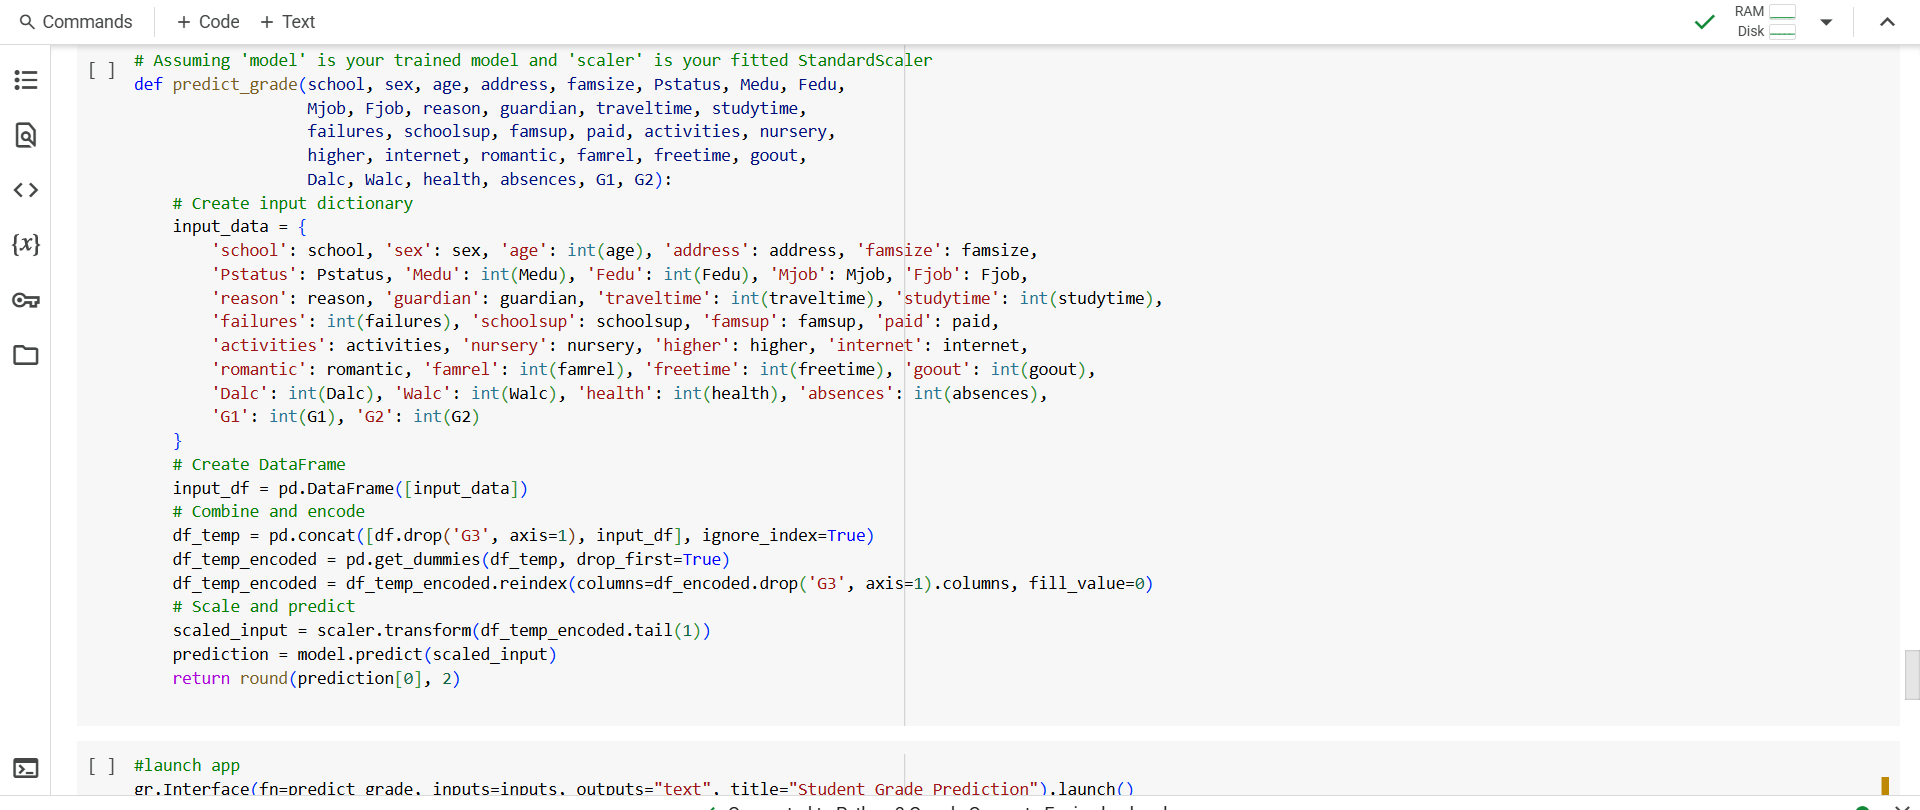 Commands + Code + Text RAM
Disk
[ ] # Assuming 'model' is your trained model and 'scaler' is your fitted StandardScaler
def predict_grade(school, sex, age, address, famsize, Pstatus, Medu, Fedu,
Mjob, Fjob, reason, guardian, traveltime, studytime,
failures, schoolsup, famsup, paid, activities, nursery,
higher, internet, romantic, famrel, freetime, goout,
Dalc, Walc, health, absences, G1, G2):
# Create input dictionary
input_data = {
'school': school, 'sex': sex, 'age': int(age), 'address': address, 'famsize': famsize,
'Pstatus': Pstatus, 'Medu': int(Medu), 'Fedu': int(Fedu), 'Mjob': Mjob, 'Fjob': Fjob,
'reason': reason, 'guardian': guardian, 'traveltime': int(traveltime), 'studytime': int(studytime),
'failures': int(failures), 'schoolsup': schoolsup, 'famsup': famsup, 'paid': paid,
'activities': activities, 'nursery': nursery, 'higher': higher, 'internet': internet,
'romantic': romantic, 'famrel': int(famrel), 'freetime': int(freetime), 'goout': int(goout),
'Dalc': int(Dalc), 'Walc': int(Walc), 'health': int(health), 'absences': int(absences),
'G1': int(G1), 'G2': int(G2)
}
# Create DataFrame
input_df = pd.DataFrame([input_data])
# Combine and encode
df_temp = pd.concat([df.drop('G3', axis=1), input_df], ignore_index=True)
df_temp_encoded = pd.get_dummies(df_temp, drop_first=True)
df_temp_encoded = df_temp_encoded.reindex(columns=df_encoded.drop('G3', axis=1).columns, fill_value=0)
# Scale and predict
scaled_input = scaler.transform(df_temp_encoded.tail(1))
prediction = model.predict(scaled_input)
return round(prediction[0], 2)
[ ] #launch app
gr.Interface(fn=predict_grade, inputs=inputs, outputs="text", title="Student Grade Prediction").launch()